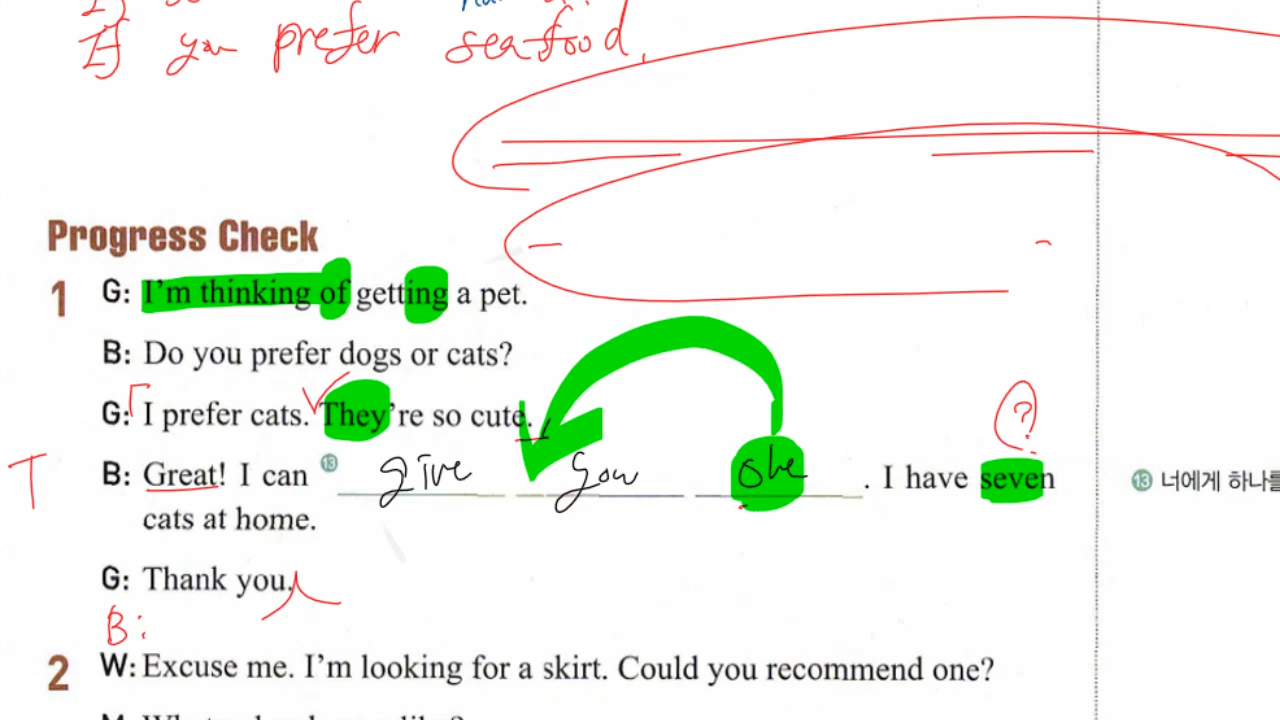 If you prefer seafood,
Progress Check
1 G: I'm thinking of getting a pet.
B: Do you prefer dogs or cats?
G: I prefer cats. They're so cute.
?
T B: Great! I can ⑬ give you one . I have seven
⑬ 너에게 하나를
cats at home.
G: Thank you.
B:
2 W: Excuse me. I'm looking for a skirt. Could you recommend one?